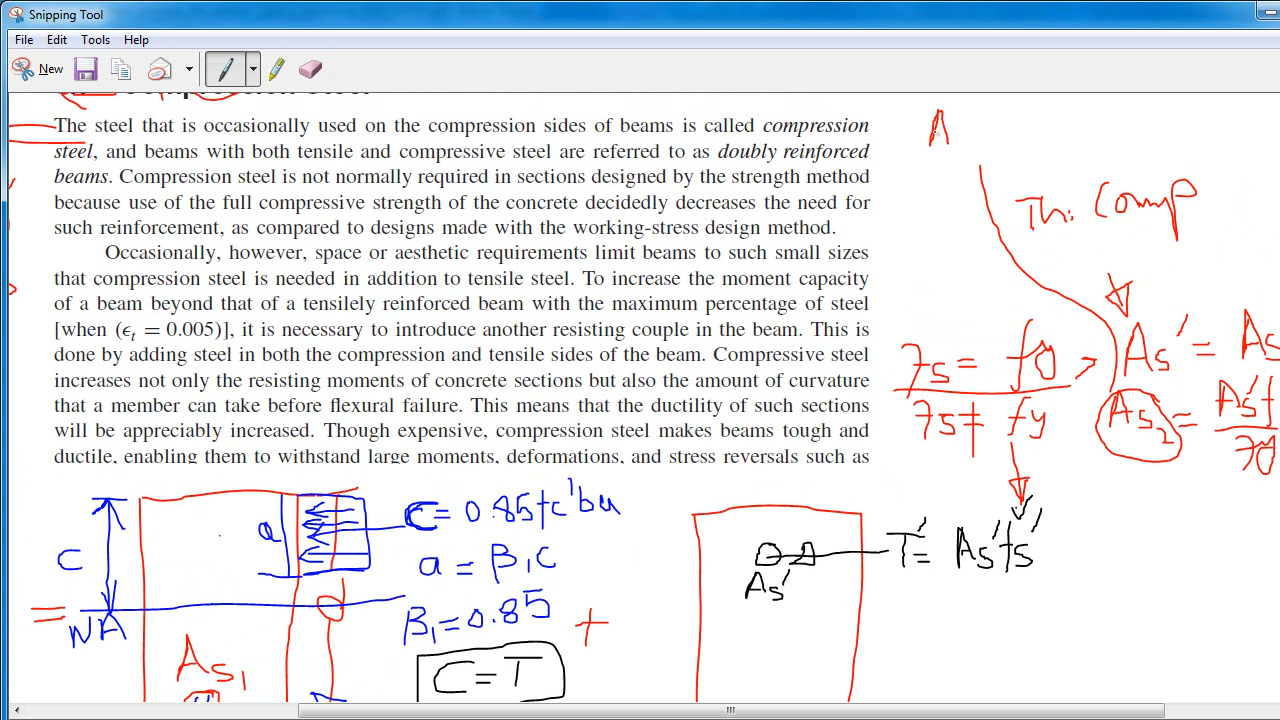 Snipping Tool
File Edit Tools Help
New
The steel that is occasionally used on the compression sides of beams is called compression
steel, and beams with both tensile and compressive steel are referred to as doubly reinforced
beams. Compression steel is not normally required in sections designed by the strength method
because use of the full compressive strength of the concrete decidedly decreases the need for
such reinforcement, as compared to designs made with the working-stress design method.
Occasionally, however, space or aesthetic requirements limit beams to such small sizes
that compression steel is needed in addition to tensile steel. To increase the moment capacity
of a beam beyond that of a tensilely reinforced beam with the maximum percentage of steel
[when (ϵt = 0.005)], it is necessary to introduce another resisting couple in the beam. This is
done by adding steel in both the compression and tensile sides of the beam. Compressive steel
increases not only the resisting moments of concrete sections but also the amount of curvature
that a member can take before flexural failure. This means that the ductility of such sections
will be appreciably increased. Though expensive, compression steel makes beams tough and
ductile, enabling them to withstand large moments, deformations, and stress reversals such as
A
The Comp
fy
As' = As
fy
As2 =
C
a
C = 0.85fc'ba
a = β1c
β1 = 0.85
NA
As1
C = T
+
As'
T' = As'fs'